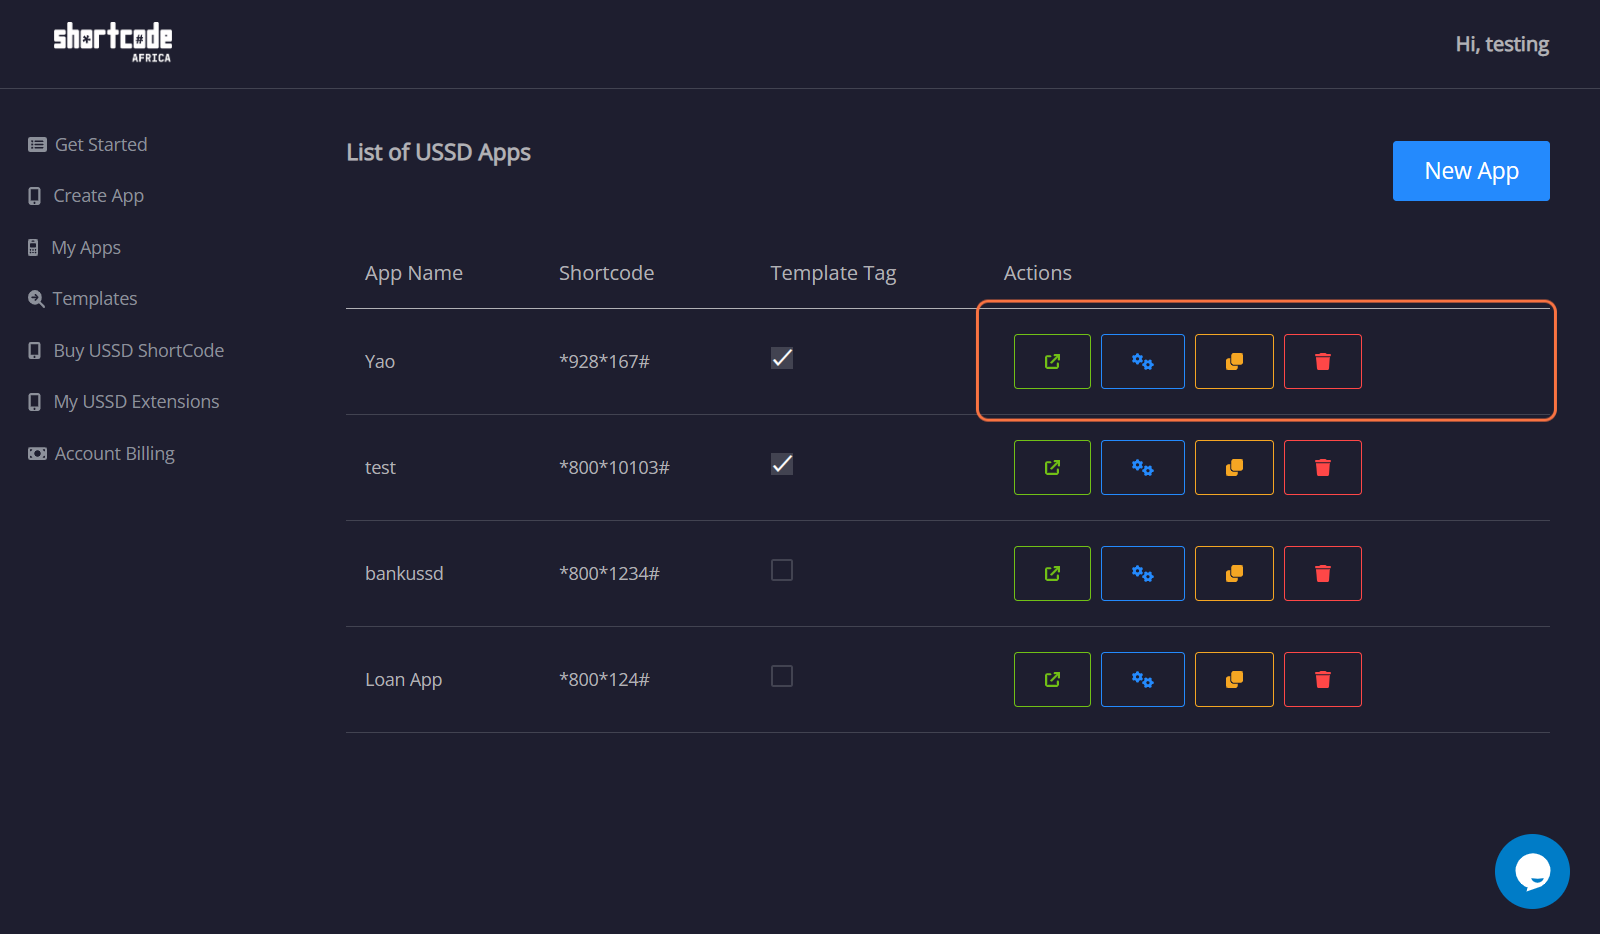 shortcode
AFRICA
Hi, testing
Get Started
Create App
My Apps
Templates
Buy USSD ShortCode
My USSD Extensions
Account Billing
List of USSD Apps
New App
App Name Shortcode Template Tag Actions
Yao *928*167#
test *800*10103#
bankussd *800*1234#
Loan App *800*124#